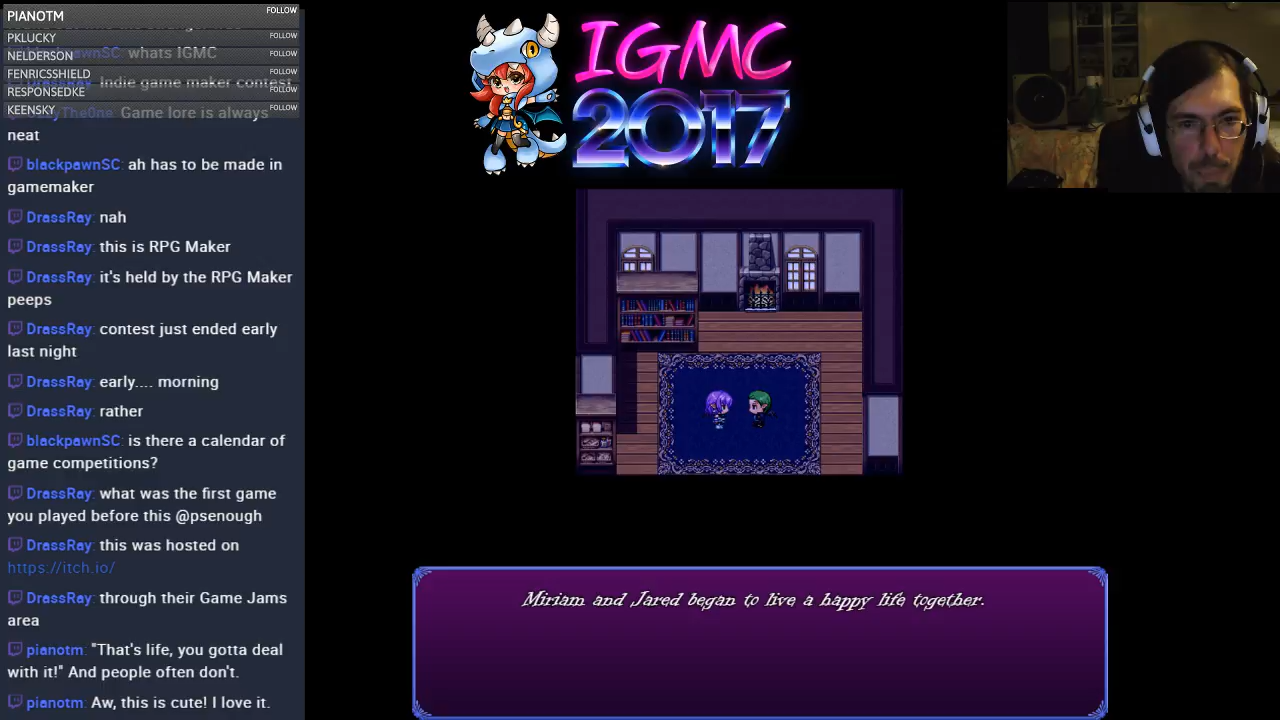 PIANOTM FOLLOW
PKLUCKY FOLLOW
whats IGMC
NELDERSON FOLLOW
FENRICSSHIELD FOLLOW
Indie game maker contest
RESPONSEDKE FOLLOW
KEENSKY FOLLOW
TheOne Game lore is always
neat
blackpawnSC: ah has to be made in
gamemaker
DrassRay: nah
DrassRay: this is RPG Maker
DrassRay: it's held by the RPG Maker
peeps
DrassRay: contest just ended early
last night
DrassRay: early.... morning
DrassRay: rather
blackpawnSC: is there a calendar of
game competitions?
DrassRay: what was the first game
you played before this @psenough
DrassRay: this was hosted on
https://itch.io/
DrassRay: through their Game Jams
area
pianotm: "That's life, you gotta deal
with it!" And people often don't.
pianotm: Aw, this is cute! I love it.
IGMC
2017
Miriam and Jared began to live a happy life together.